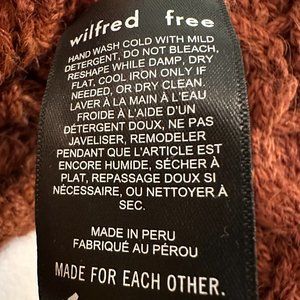 wilfred free
HAND WASH COLD WITH MILD
DETERGENT, DO NOT BLEACH,
RESHAPE WHILE DAMP, DRY
FLAT, COOL IRON ONLY IF
NEEDED, OR DRY CLEAN.
LAVER À LA MAIN À L'EAU
FROIDE À L'AIDE D'UN
DÉTERGENT DOUX, NE PAS
JAVELISER, REMODELER
PENDANT QUE L'ARTICLE EST
ENCORE HUMIDE, SÉCHER À
PLAT, REPASSAGE DOUX SI
NÉCESSAIRE, OU NETTOYER À
SEC.
MADE IN PERU
FABRIQUÉ AU PÉROU
MADE FOR EACH OTHER.